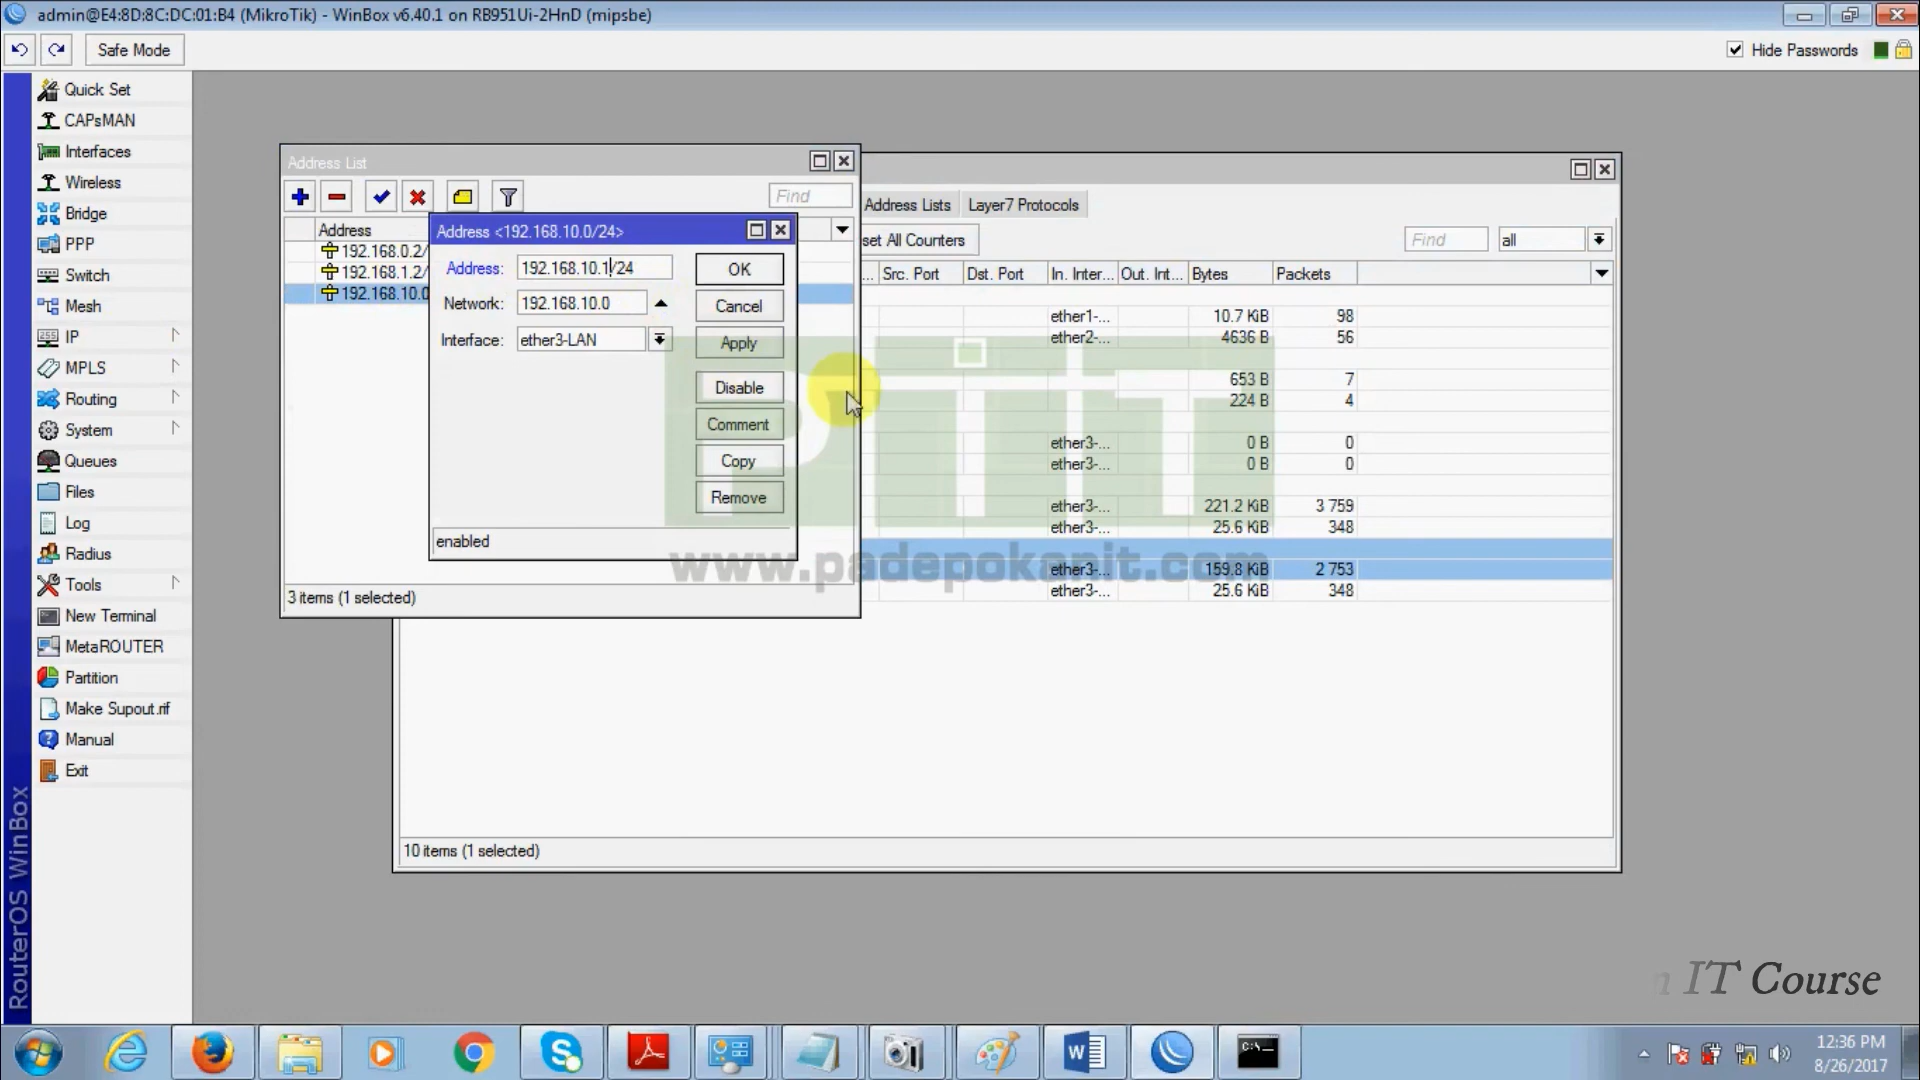 admin@E4:8D:8C:DC:01:B4 (MikroTik) - WinBox v6.40.1 on RB951Ui-2HnD (mipsbe)
Safe Mode
Hide Passwords
Quick Set
CAPsMAN
Interfaces
Wireless
Bridge
PPP
Switch
Mesh
IP
MPLS
Routing
System
Queues
Files
Log
Radius
Tools
New Terminal
MetaROUTER
Partition
Make Supout.rif
Manual
Exit
RouterOS WinBox
Address List
Find
Address
192.168.0.2/
192.168.1.2/
192.168.10.0
3 items (1 selected)
Address <192.168.10.0/24>
Address: 192.168.10.1/24
Network: 192.168.10.0
Interface: ether3-LAN
OK
Cancel
Apply
Disable
Comment
Copy
Remove
enabled
Address Lists
Layer7 Protocols
set All Counters
Find
all
... Src. Port Dst. Port In. Inter... Out. Int... Bytes Packets
ether1-... 10.7 KiB 98
ether2-... 4636 B 56
653 B 7
224 B 4
ether3-... 0 B 0
ether3-... 0 B 0
ether3-... 221.2 KiB 3 759
ether3-... 25.6 KiB 348
ether3-... 159.8 KiB 2 753
ether3-... 25.6 KiB 348
10 items (1 selected)
PiiT
www.padepokanit.com
n IT Course
C:\
12:36 PM
8/26/2017